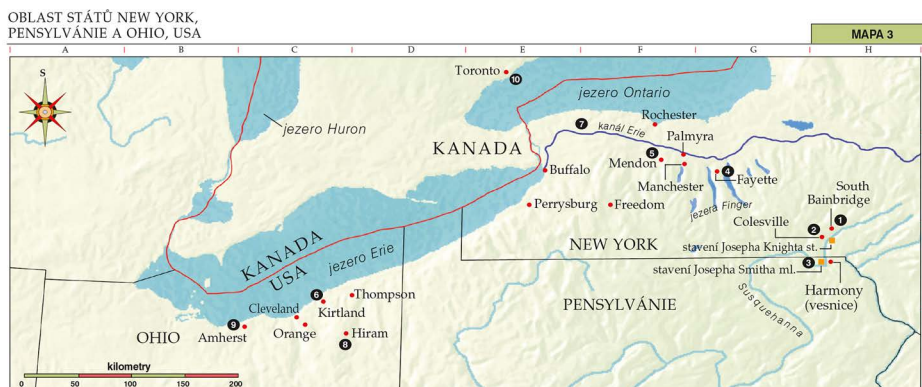 OBLAST STÁTŮ NEW YORK,
PENSYLVÁNIE A OHIO, USA
MAPA 3
A B C D E F G H
S
Toronto
10
jezero Ontario
jezero Huron
Rochester
7
kanál Erie
Palmyra
KANADA
5
Mendon
Buffalo
4
Manchester
Fayette
jezera Finger
South
Bainbridge
1
Perrysburg
Freedom
Colesville
2
KANADA
USA
jezero Erie
NEW YORK
stavení Josepha Knighta st.
3
stavení Josepha Smitha ml.
Susquehanna
Harmony
(vesnice)
6
Thompson
Cleveland
Kirtland
PENSYLVÁNIE
OHIO
9
Amherst
Orange
Hiram
8
kilometry
0 50 100 150 200